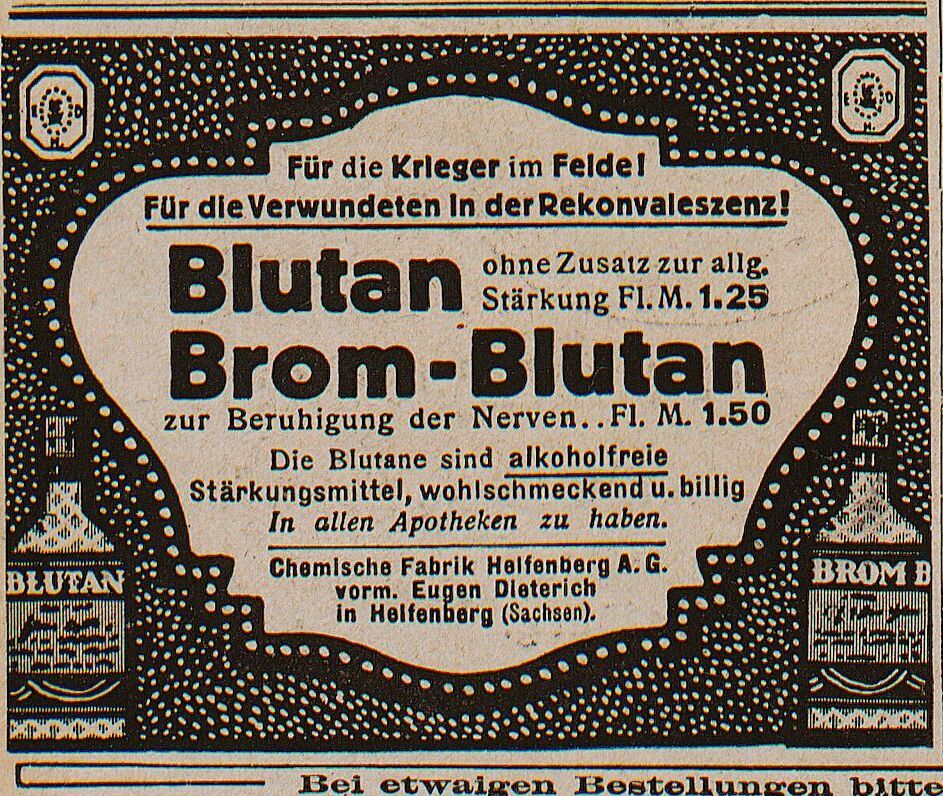 Für die Krieger im Felde!
Für die Verwundeten in der Rekonvaleszenz!
Blutan ohne Zusatz zur allg.
Stärkung Fl. M. 1.25
Brom-Blutan
zur Beruhigung der Nerven.. Fl. M. 1.50
Die Blutane sind alkoholfreie
Stärkungsmittel, wohlschmeckend u. billig
In allen Apotheken zu haben.
Chemische Fabrik Helfenberg A. G.
vorm. Eugen Dieterich
in Helfenberg (Sachsen).
BLUTAN
BROM B
E D
H.
E D
H.
Bei etwaigen Bestellungen bitte